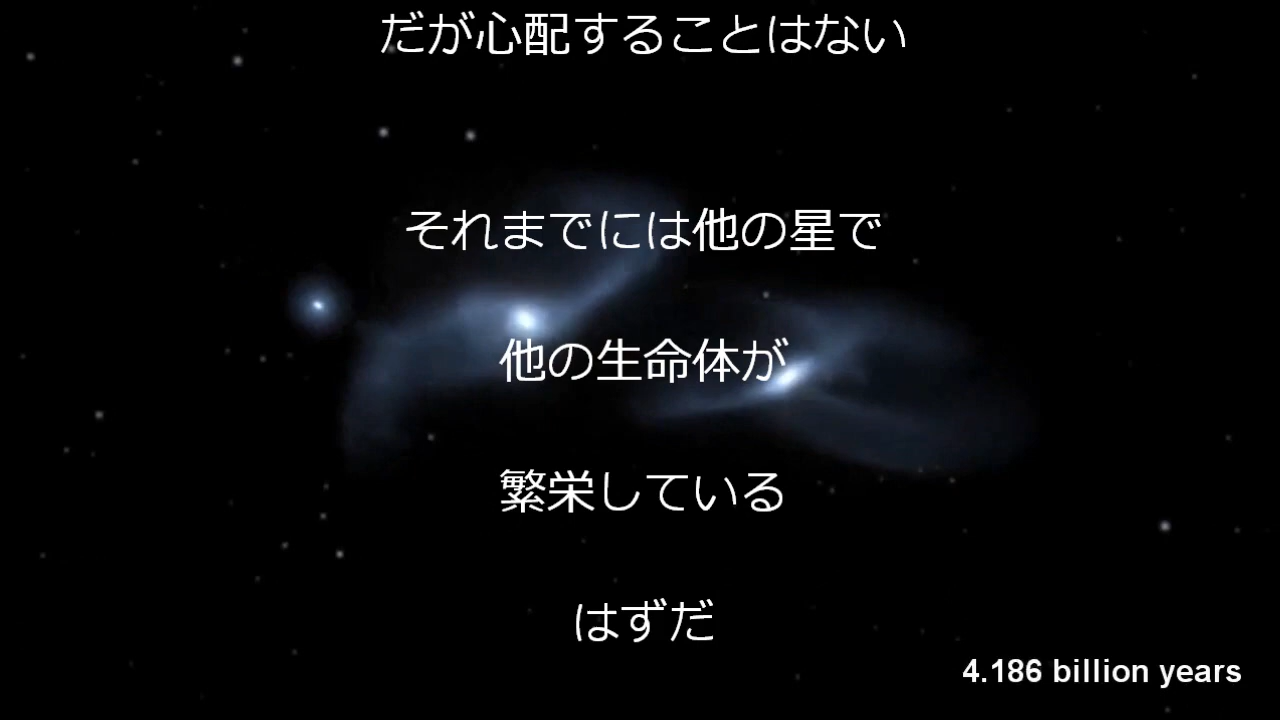 だが心配することはない
それまでには他の星で
他の生命体が
繁栄している
はずだ
4.186 billion years